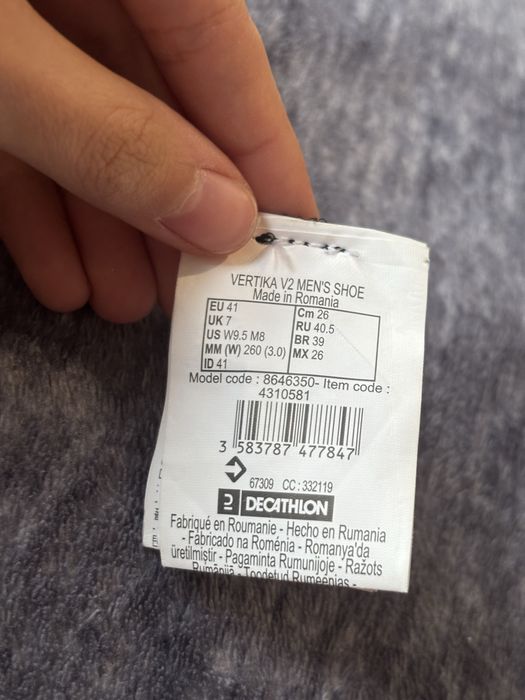 VERTIKA V2 MEN'S SHOE
Made in Romania
EU 41
UK 7
US W9.5 M8
MM (W) 260 (3.0)
ID 41
Cm 26
RU 40.5
BR 39
MX 26
Model code : 8646350- Item code :
4310581
3 583787 477847
67309 CC : 332119
DECATHLON
Fabriqué en Roumanie - Hecho en Rumania
- Fabricado na Roménia - Romanya'da
üretilmiştir - Pagaminta Rumunijoje - Ražots
Rumānijā - Toodetud Rumeenias -